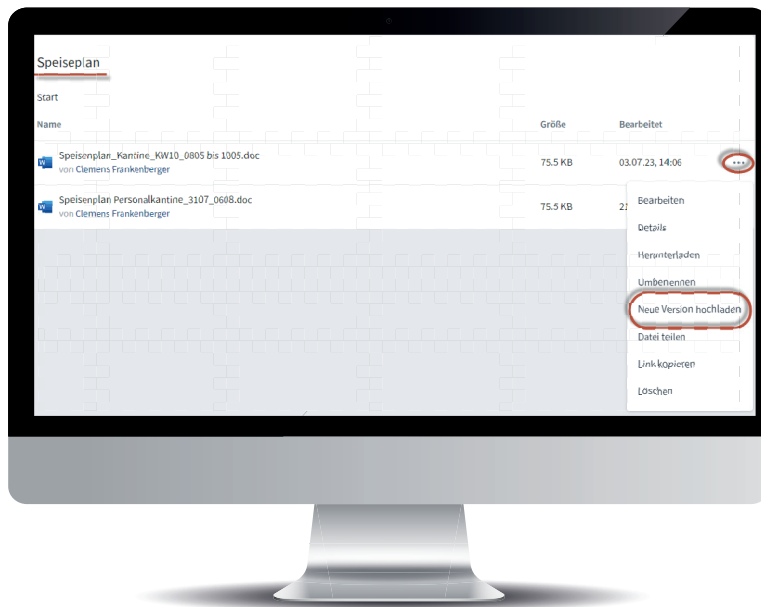 Speiseplan
Start
Name Größe Bearbeitet
Speisenplan_Kantine_KW10_0805 bis 1005.doc
von Clemens Frankenberger
75.5 KB 03.07.23, 14:06 ...
Speisenplan Personalkantine_3107_0608.doc
von Clemens Frankenberger
75.5 KB 21
Bearbeiten
Details
Herunterladen
Umbenennen
Neue Version hochladen
Datei teilen
Link kopieren
Löschen